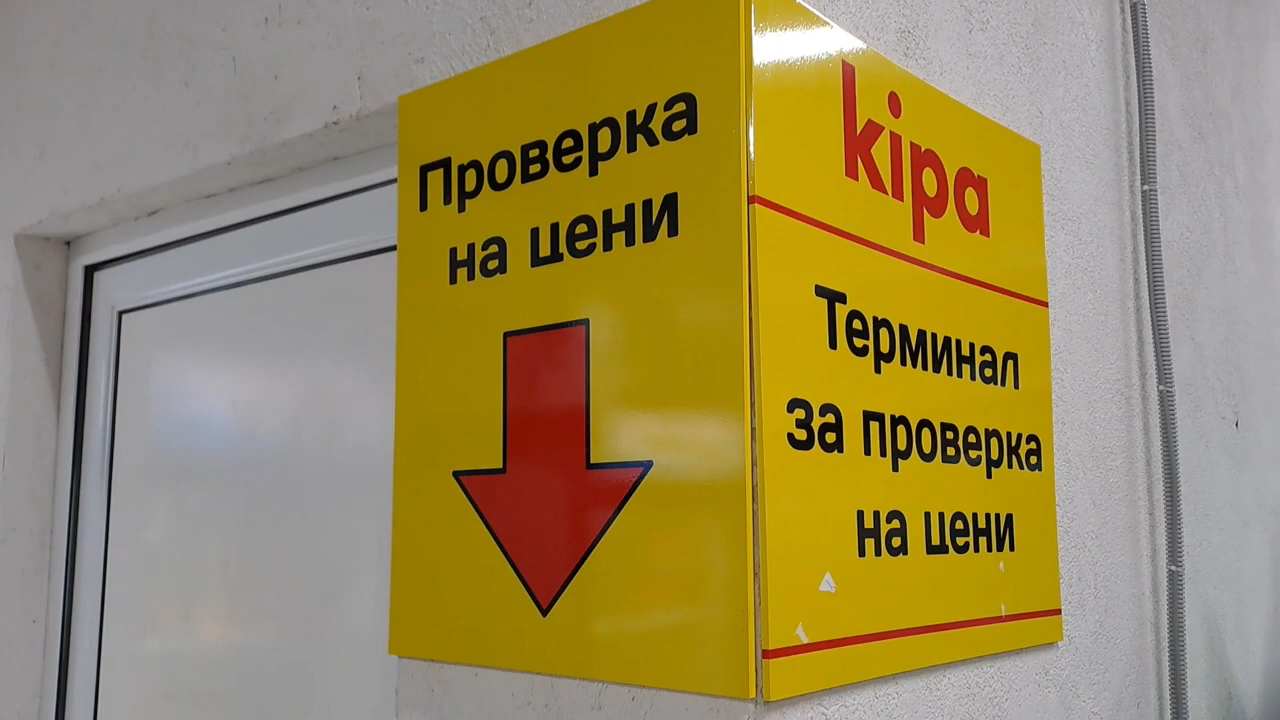 Проверка
на цени
kipa
Терминал
за проверка
на цени